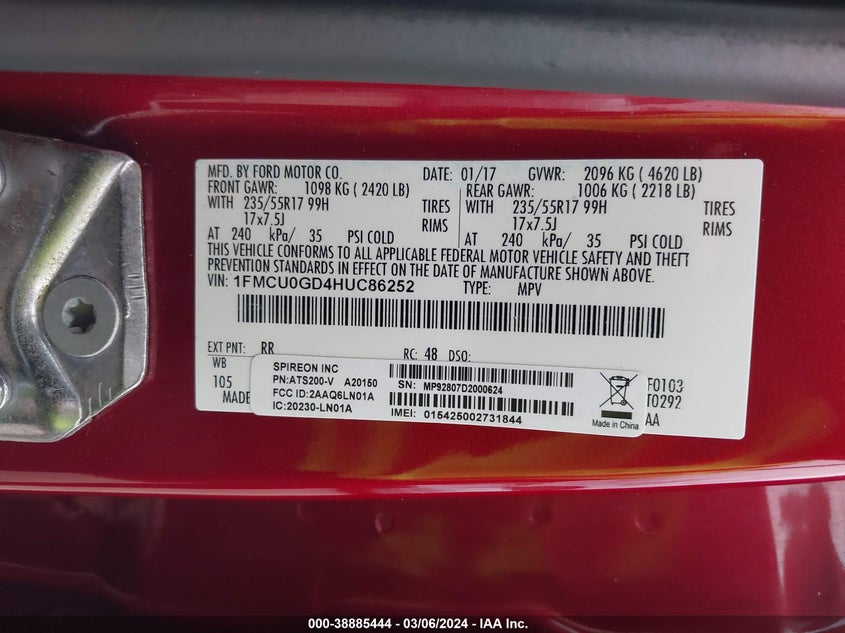 MFD. BY FORD MOTOR CO. DATE: 01/17 GVWR: 2096 KG ( 4620 LB)
FRONT GAWR: 1098 KG ( 2420 LB) REAR GAWR: 1006 KG ( 2218 LB)
WITH 235/55R17 99H TIRES WITH 235/55R17 99H TIRES
17x7.5J RIMS 17x7.5J RIMS
AT 240 kPa/ 35 PSI COLD AT 240 kPa/ 35 PSI COLD
THIS VEHICLE CONFORMS TO ALL APPLICABLE FEDERAL MOTOR VEHICLE SAFETY AND THEFT
PREVENTION STANDARDS IN EFFECT ON THE DATE OF MANUFACTURE SHOWN ABOVE.
VIN: 1FMCU0GD4HUC86252 TYPE: MPV
EXT PNT: RR RC: 48 DSO:
WB
105
MADE
F0103
T0292
AA
SPIREON INC
PN:ATS200-V A20150
FCC ID:2AAQ6LN01A
IC:20230-LN01A
SN: MP92807D2000624
IMEI: 015425002731844
Made in China
000-38885444 - 03/06/2024 - IAA Inc.